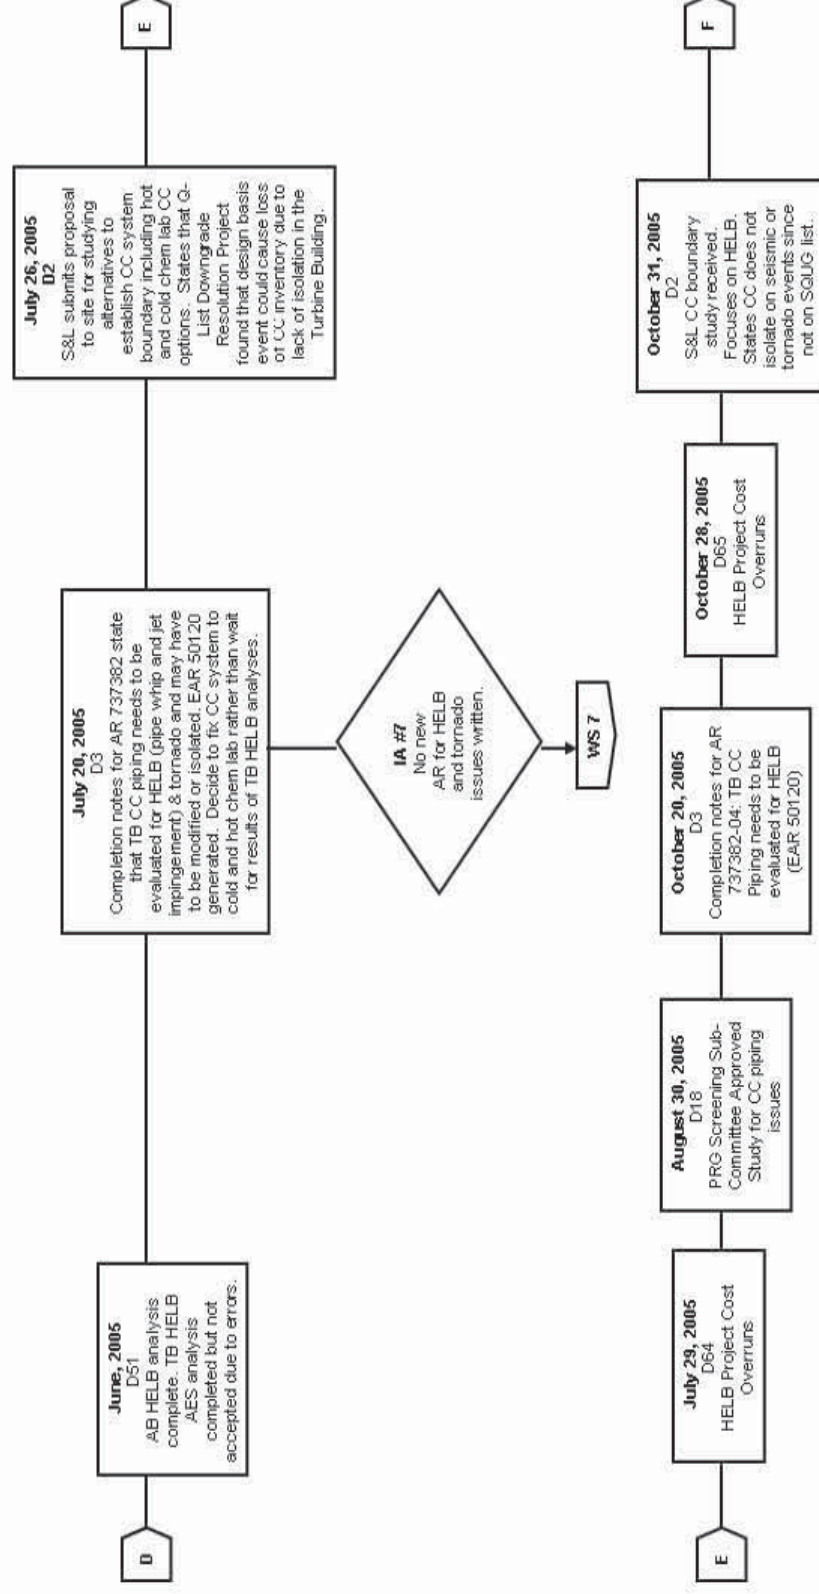 D
June, 2005
D51
AB HELB analysis
complete. TB HELB
AES analysis
completed but not
accepted due to errors.
July 20, 2005
D3
Completion notes for AR 737382 state
that TB CC piping needs to be
evaluated for HELB (pipe whip and jet
impingement) & tornado and may have
to be modified or isolated. EAR 50120
generated. Decide to fix CC system to
cold and hot chem lab rather than wait
for results of TB HELB analyses.
July 26, 2005
D2
S&L submits proposal
to site for studying
alternatives to
establish CC system
boundary including hot
and cold chem lab CC
options. States that Q-
List Downgrade
Resolution Project
found that design basis
event could cause loss
of CC inventory due to
lack of isolation in the
Turbine Building.
E
IA #7
No new
AR for HELB
and tornado
issues written.
WS 7
E
July 29, 2005
D64
HELB Project Cost
Overruns
August 30, 2005
D18
PRG Screening Sub-
Committee Approved
Study for CC piping
issues
October 20, 2005
D3
Completion notes for AR
737382-04: TB CC
Piping needs to be
evaluated for HELB
(EAR 50120)
October 28, 2005
D65
HELB Project Cost
Overruns
October 31, 2005
D2
S&L CC boundary
study received.
Focuses on HELB.
States CC does not
isolate on seismic or
tornado events since
not on SQUG list.
F